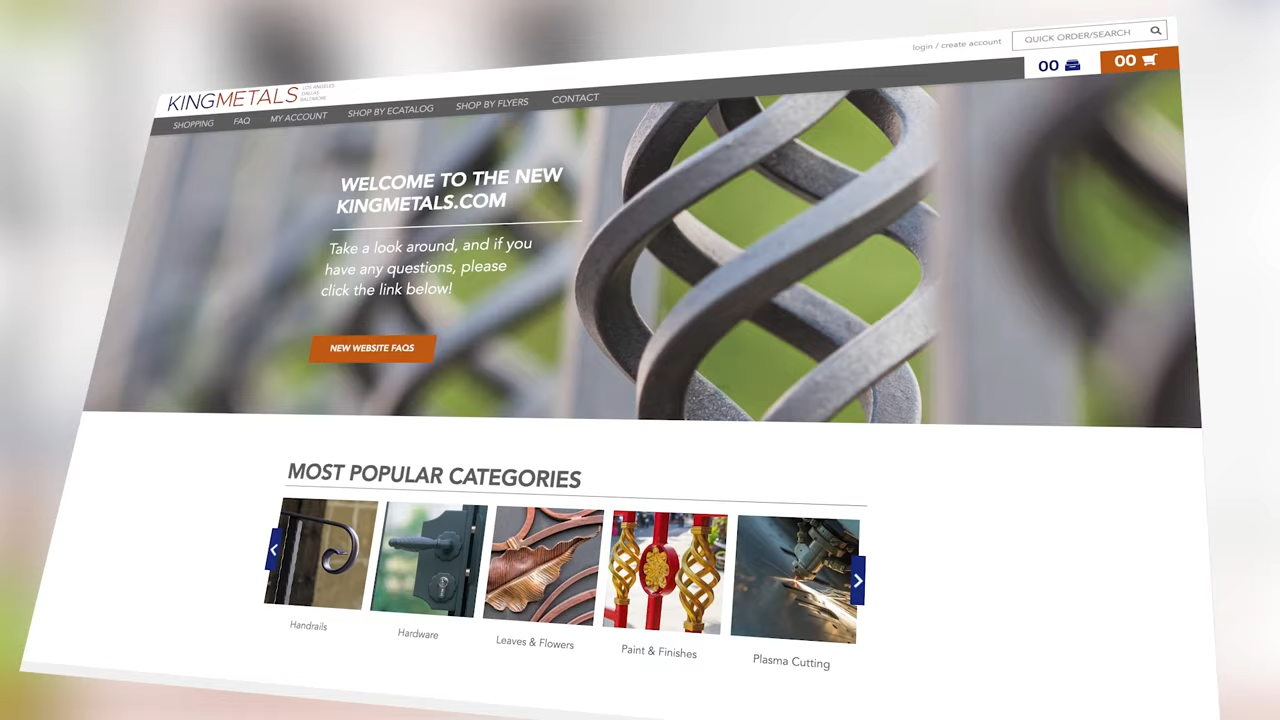 login / create account
QUICK ORDER/SEARCH
KINGMETALS
LOS ANGELES
DALLAS
BALTIMORE
00
00
SHOPPING
FAQ
MY ACCOUNT
SHOP BY ECATALOG
SHOP BY FLYERS
CONTACT
WELCOME TO THE NEW
KINGMETALS.COM
Take a look around, and if you
have any questions, please
click the link below!
NEW WEBSITE FAQS
MOST POPULAR CATEGORIES
Handrails
Hardware
Leaves & Flowers
Paint & Finishes
Plasma Cutting